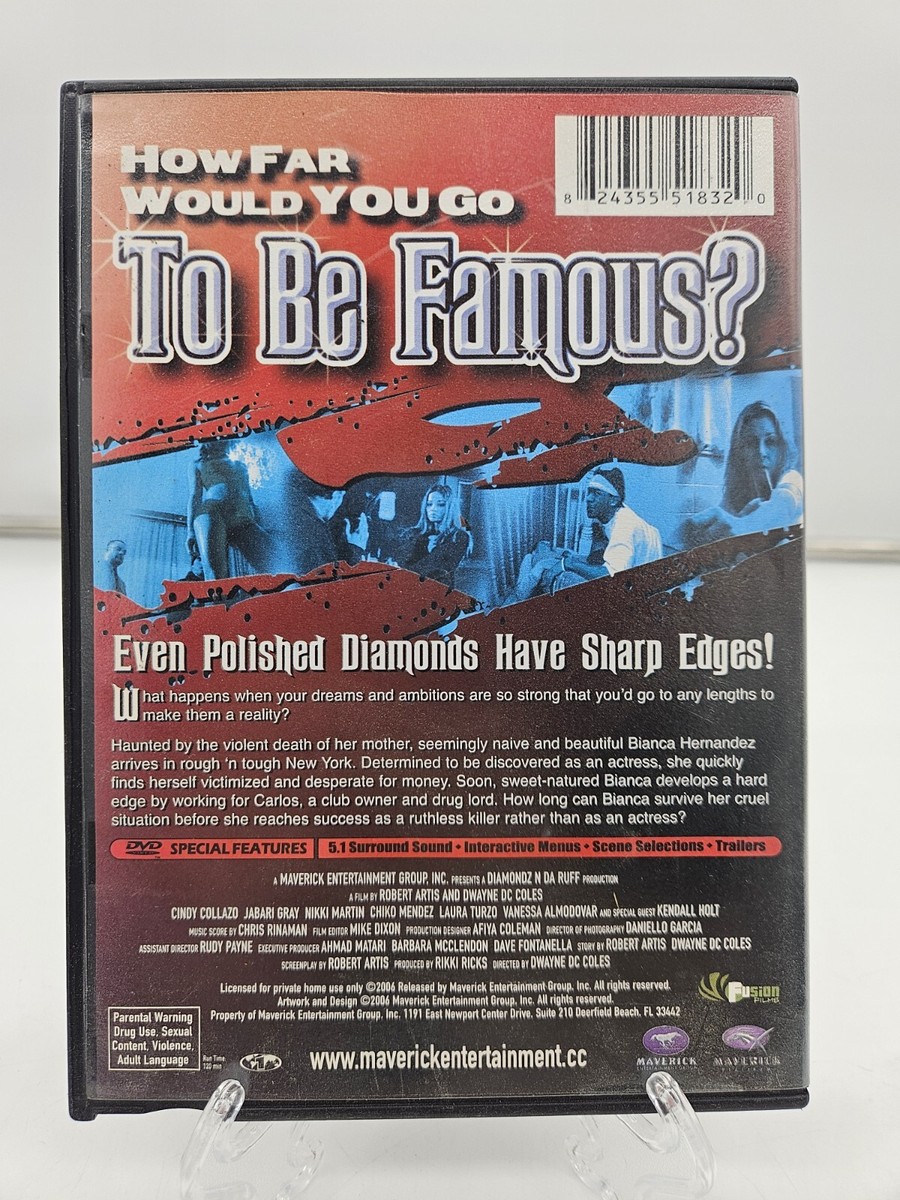 HOW FAR
WOULD YOU GO
To Be Famous?
8 24355 51832 0
Even Polished Diamonds Have Sharp Edges!
What happens when your dreams and ambitions are so strong that you'd go to any lengths to
make them a reality?
Haunted by the violent death of her mother, seemingly naive and beautiful Bianca Hernandez
arrives in rough 'n tough New York. Determined to be discovered as an actress, she quickly
finds herself victimized and desperate for money. Soon, sweet-natured Bianca develops a hard
edge by working for Carlos, a club owner and drug lord. How long can Bianca survive her cruel
situation before she reaches success as a ruthless killer rather than as an actress?
DVD SPECIAL FEATURES 5.1 Surround Sound • Interactive Menus • Scene Selections • Trailers
A MAVERICK ENTERTAINMENT GROUP, INC. PRESENTS A DIAMONDZ N DA RUFF PRODUCTION
A FILM BY ROBERT ARTIS AND DWAYNE DC COLES
CINDY COLLAZO JABARI GRAY NIKKI MARTIN CHIKO MENDEZ LAURA TURZO VANESSA ALMODOVAR AND SPECIAL GUEST KENDALL HOLT
MUSIC SCORE BY CHRIS RINAMAN FILM EDITOR MIKE DIXON PRODUCTION DESIGNER AFIYA COLEMAN DIRECTOR OF PHOTOGRAPHY DANIELLO GARCIA
ASSISTANT DIRECTOR RUDY PAYNE EXECUTIVE PRODUCER AHMAD MATARI BARBARA MCCLENDON DAVE FONTANELLA STORY BY ROBERT ARTIS DWAYNE DC COLES
SCREENPLAY BY ROBERT ARTIS PRODUCED BY RIKKI RICKS DIRECTED BY DWAYNE DC COLES
Licensed for private home use only ©2006 Released by Maverick Entertainment Group, Inc. All rights reserved.
Artwork and Design ©2006 Maverick Entertainment Group, Inc. All rights reserved.
Property of Maverick Entertainment Group, Inc. 1191 East Newport Center Drive, Suite 210 Deerfield Beach, FL 33442
Fusion
FILMS
Parental Warning
Drug Use, Sexual
Content, Violence,
Adult Language
Run Time:
120 min
www.maverickentertainment.cc
MAVERICK
ENTERTAINMENT GROUP
MAVERICK